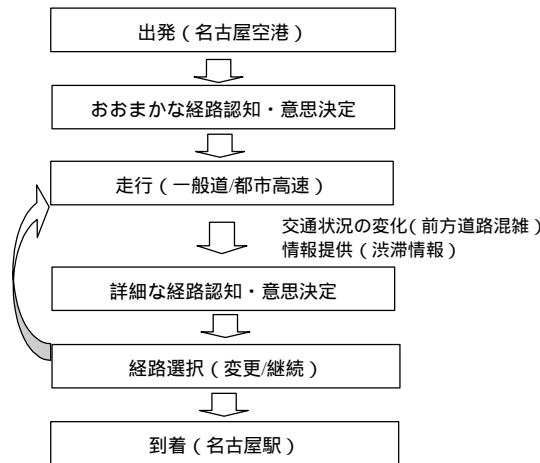 出発（名古屋空港）
おおまかな経路認知・意思決定
走行（一般道/都市高速）
交通状況の変化（前方道路混雑）
情報提供（渋滞情報）
詳細な経路認知・意思決定
経路選択（変更/継続）
到着（名古屋駅）